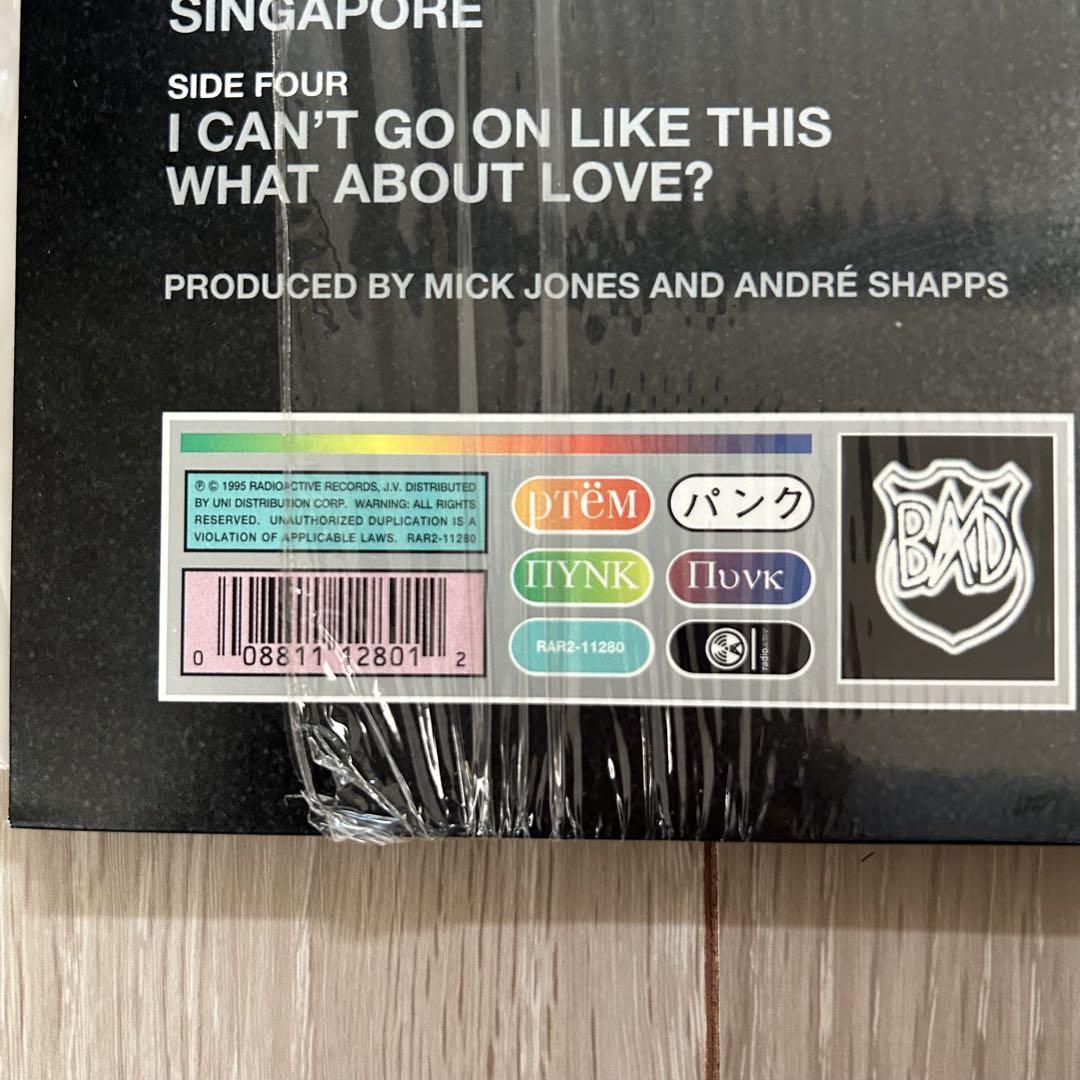 SINGAPORE
SIDE FOUR
I CAN'T GO ON LIKE THIS
WHAT ABOUT LOVE?
PRODUCED BY MICK JONES AND ANDRÉ SHAPPS
℗ © 1995 RADIOACTIVE RECORDS, J.V. DISTRIBUTED
BY UNI DISTRIBUTION CORP. WARNING: ALL RIGHTS
RESERVED. UNAUTHORIZED DUPLICATION IS A
VIOLATION OF APPLICABLE LAWS. RAR2-11280
ртём
パンク
ПYNK
Πυνκ
0 08811 12801 2
RAR2-11280
radioactive
BAD